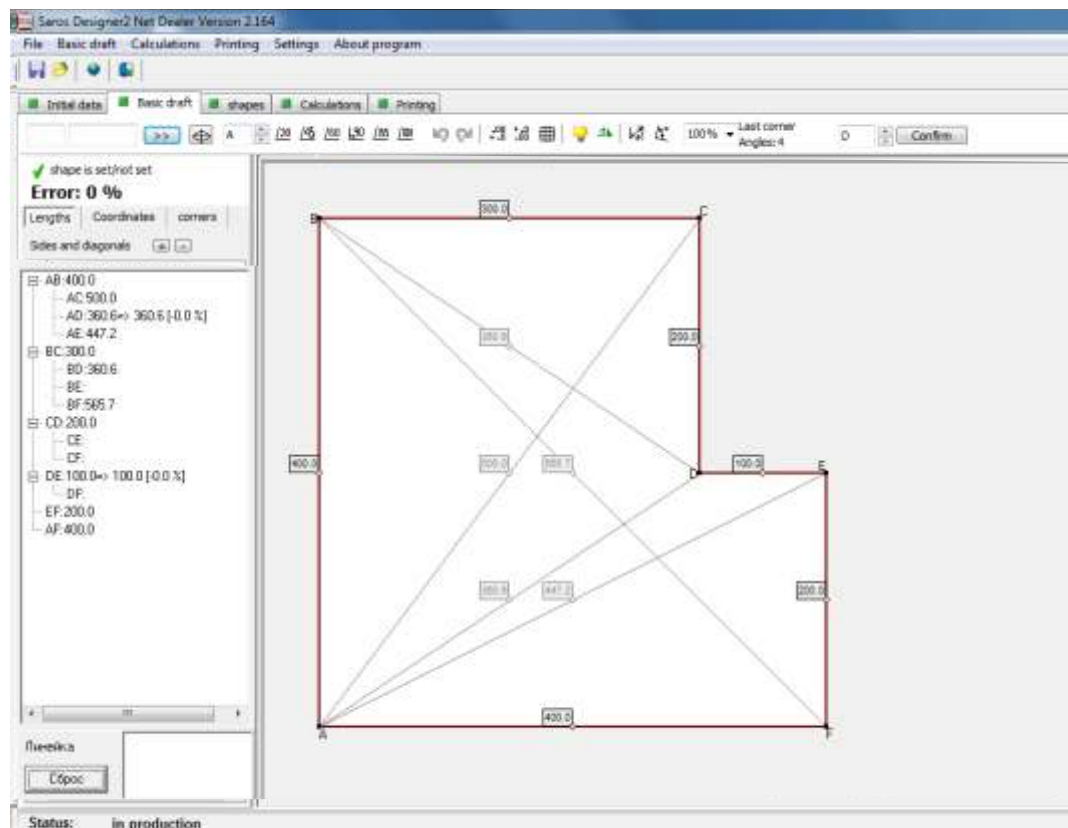 Saros Designer2 Net Dealer Version 2.164
File Basic draft Calculations Printing Settings About program
Initial data Basic draft shapes Calculations Printing
>> A 100% Last corner Angles: 4 D Confirm
shape is set/not set
Error: 0 %
Lengths Coordinates corners
Sides and diagonals
AB:400.0
AC:500.0
AD:360.6=> 360.6 [-0.0 %]
AE:447.2
BC:300.0
BD:360.6
BE:
BF:565.7
CD:200.0
CE:
CF:
DE:100.0=> 100.0 [-0.0 %]
DF:
EF:200.0
AF:400.0
Линейка
Сброс
Status: in production
B 300.0 C
200.0
400.0
D 100.0 E
447.2
200.0
400.0
A F